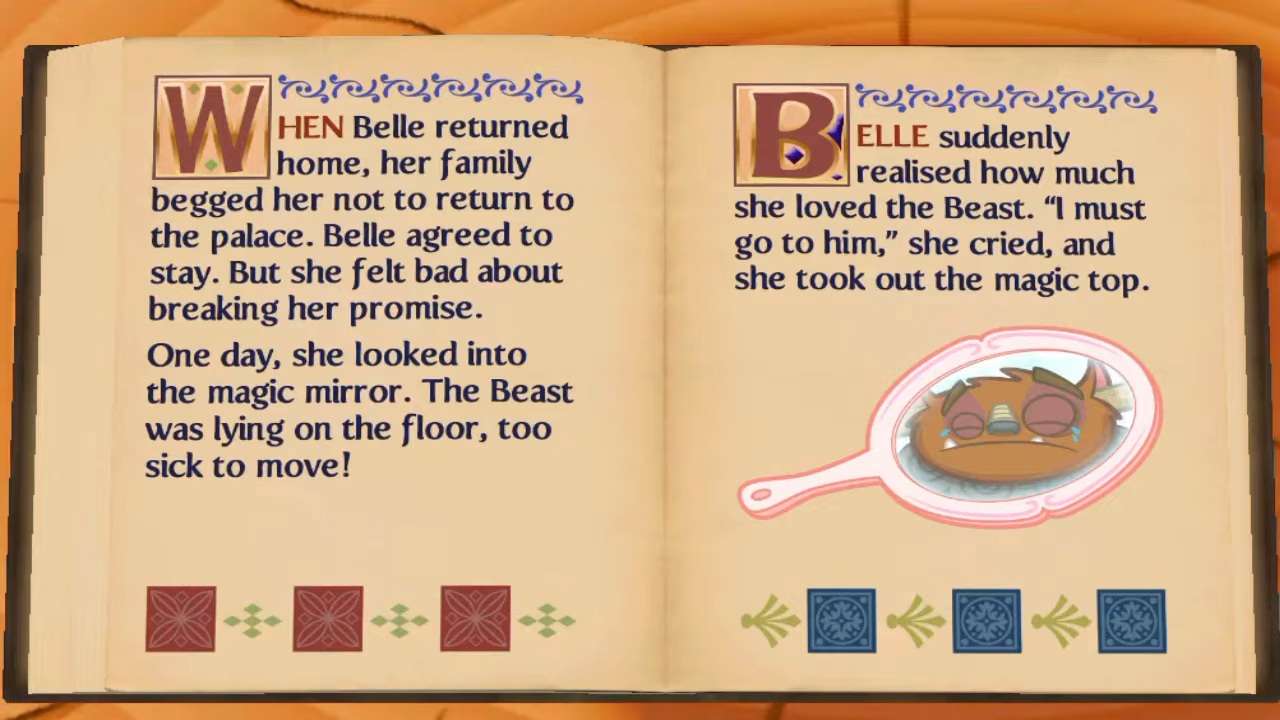 WHEN Belle returned
home, her family
begged her not to return to
the palace. Belle agreed to
stay. But she felt bad about
breaking her promise.
One day, she looked into
the magic mirror. The Beast
was lying on the floor, too
sick to move!
BELLE suddenly
realised how much
she loved the Beast. “I must
go to him,” she cried, and
she took out the magic top.